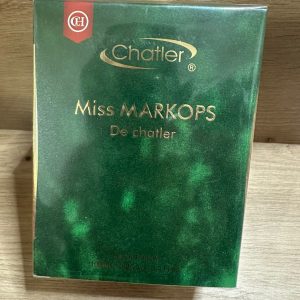 CH
Chatler
®
Miss MARKOPS
De chatler